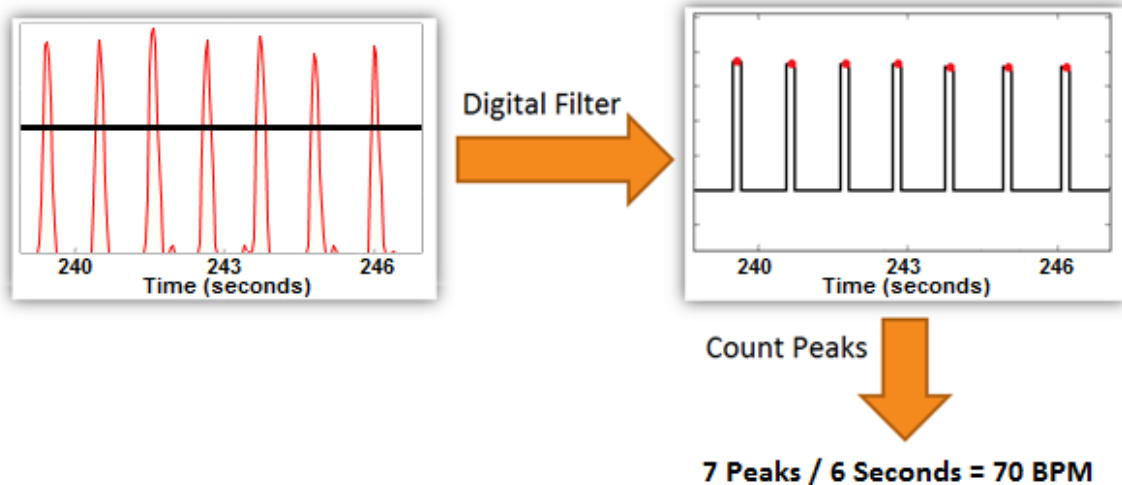 Digital Filter
240 243 246
Time (seconds)
240 243 246
Time (seconds)
Count Peaks
7 Peaks / 6 Seconds = 70 BPM